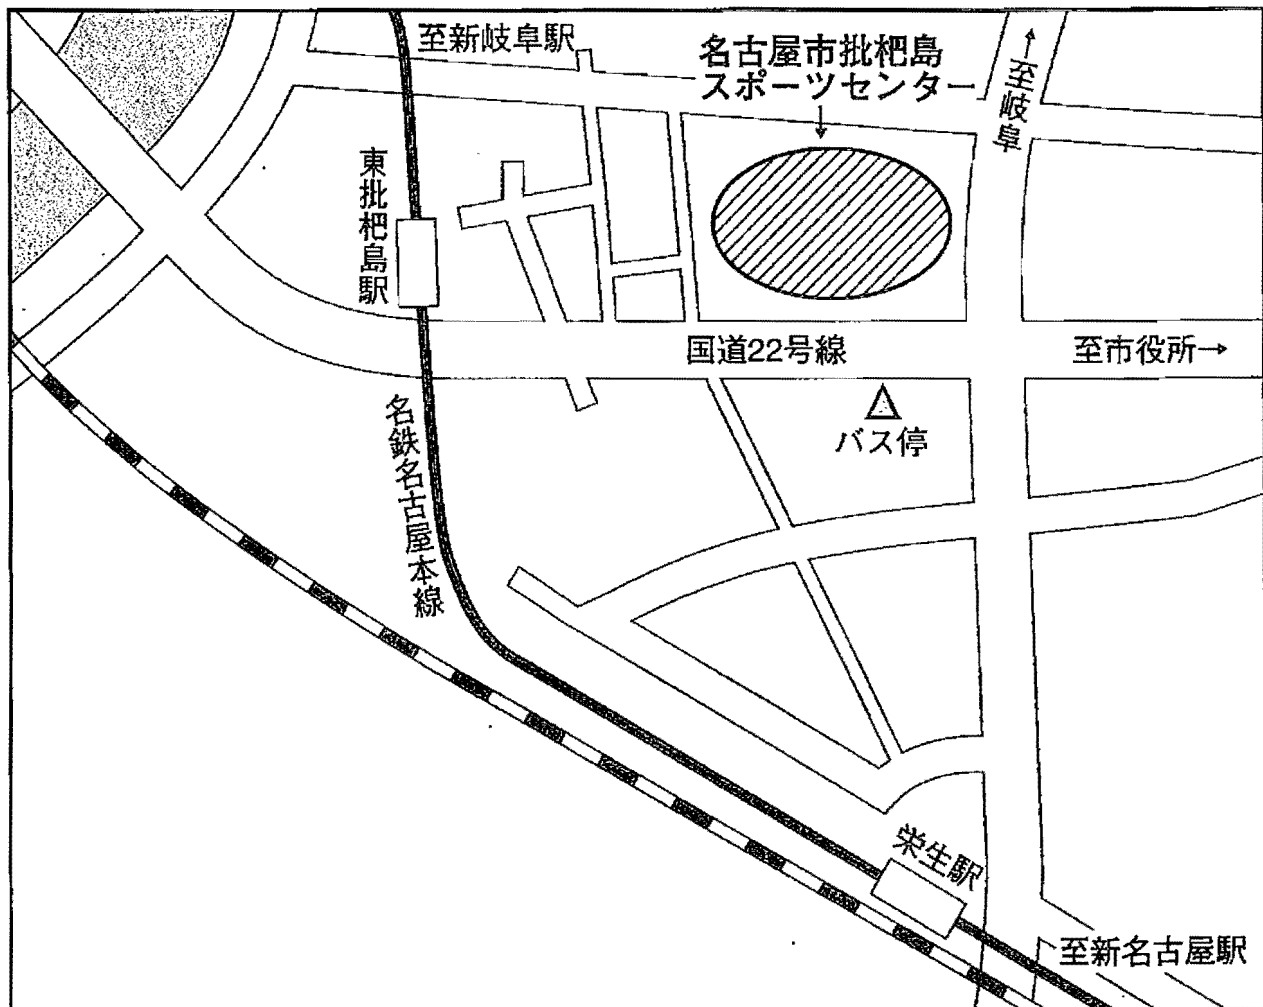 至新岐阜駅
名古屋市枇杷島
スポーツセンター
↑至岐阜
東枇杷島駅
国道22号線
至市役所→
バス停
名鉄名古屋本線
栄生駅
至新名古屋駅